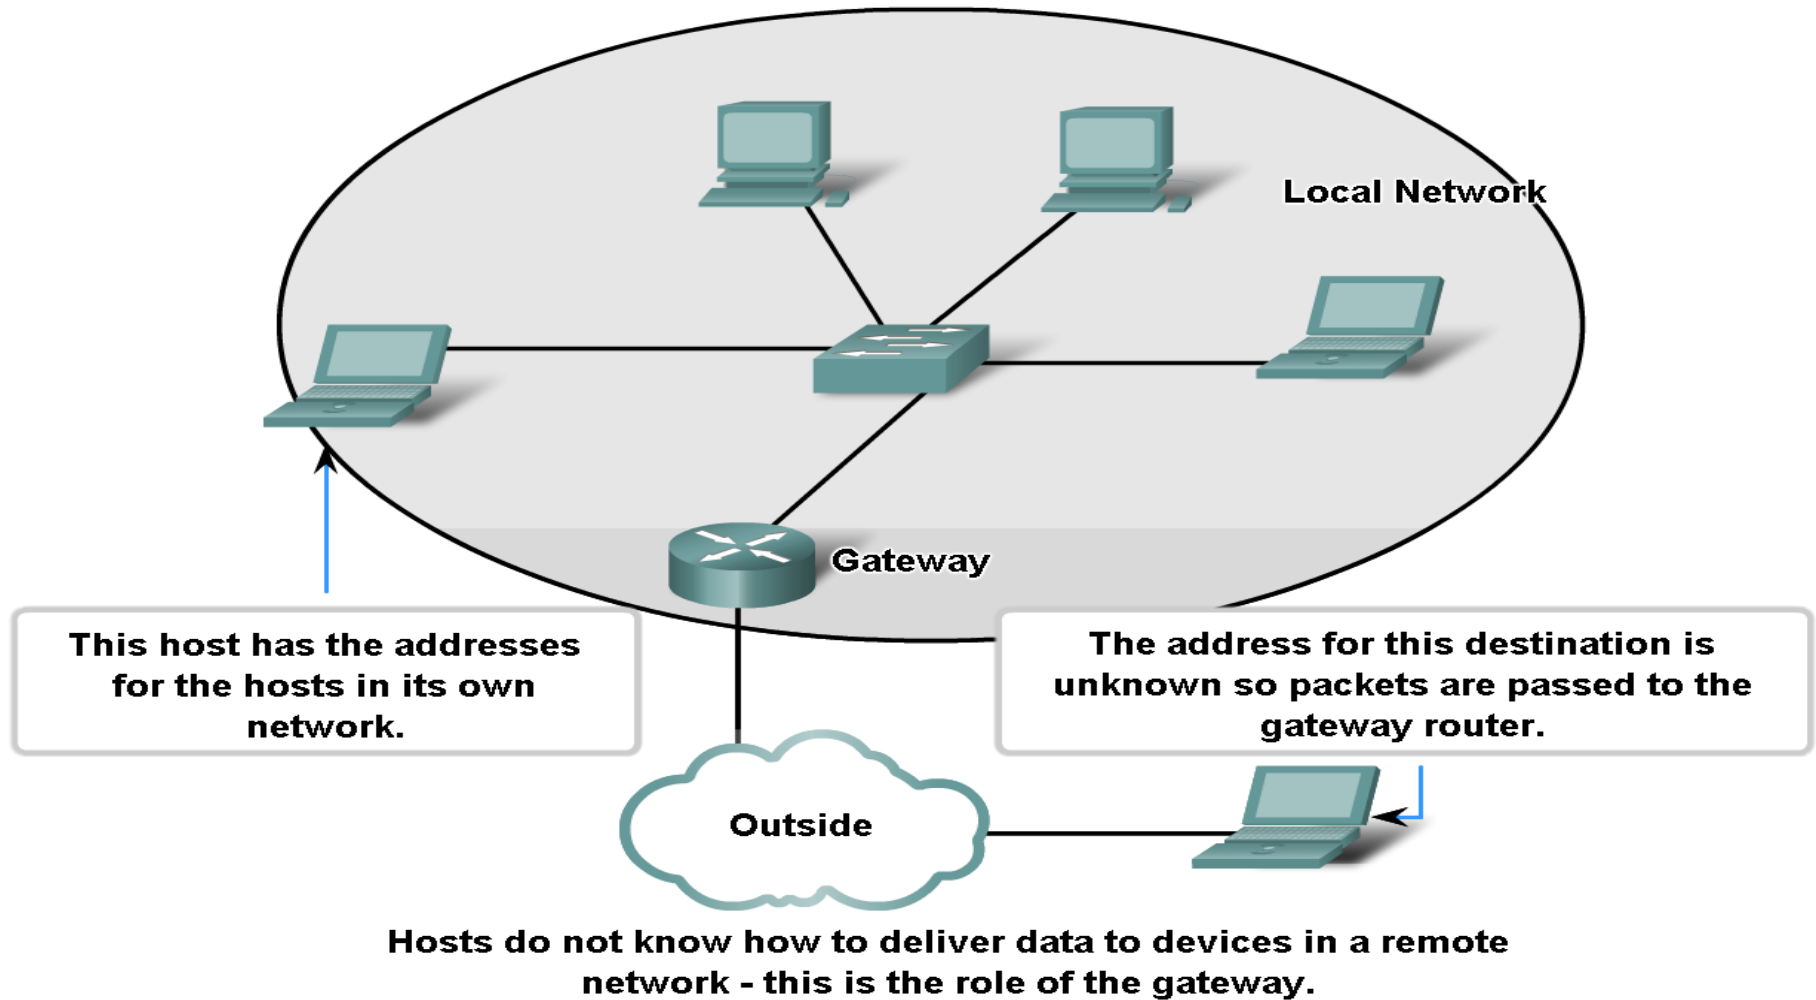 Local Network
Gateway
This host has the addresses
for the hosts in its own
network.
The address for this destination is
unknown so packets are passed to the
gateway router.
Outside
Hosts do not know how to deliver data to devices in a remote
network - this is the role of the gateway.